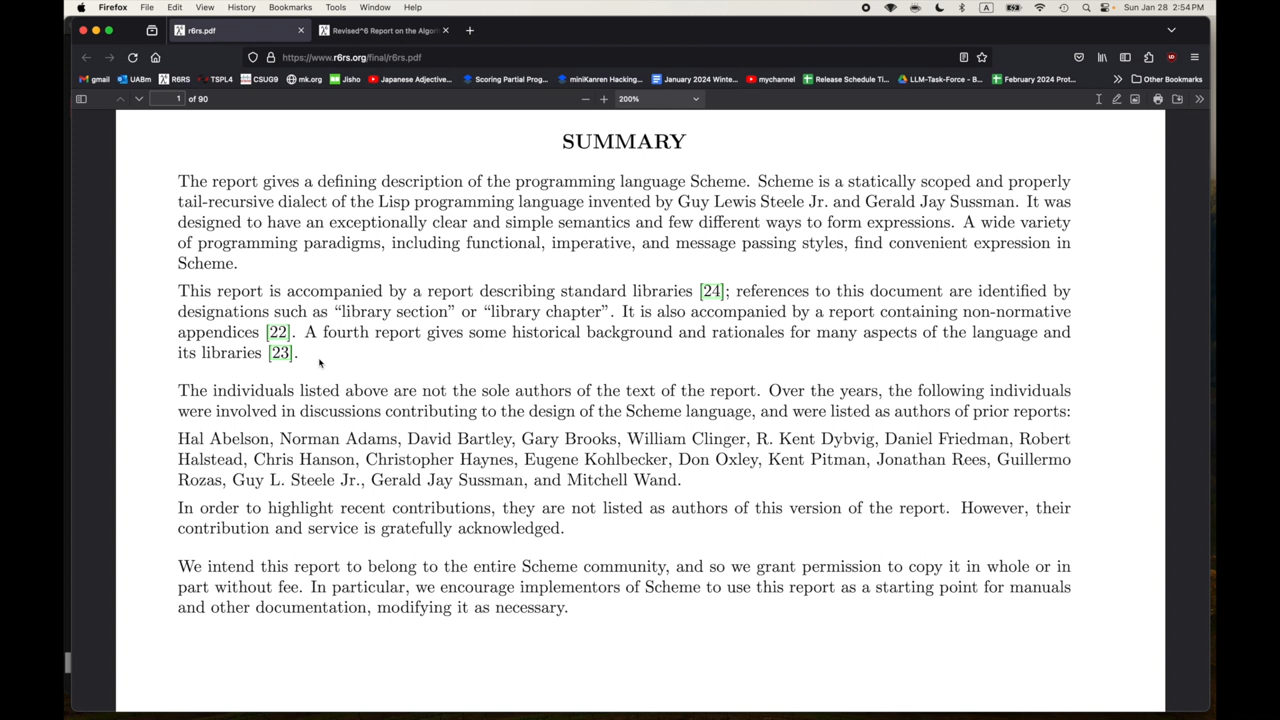 Firefox File Edit View History Bookmarks Tools Window Help A Sun Jan 28 2:54 PM
r6rs.pdf Revised^6 Report on the Algor
https://www.r6rs.org/final/r6rs.pdf
gmail UABm R6RS TSPL4 CSUG9 mk.org Jisho Japanese Adjective... Scoring Partial Prog... miniKanren Hacking... January 2024 Winte... mychannel Release Schedule Ti... LLM-Task-Force – B... February 2024 Prot... Other Bookmarks
1 of 90 200%
SUMMARY
The report gives a defining description of the programming language Scheme. Scheme is a statically scoped and properly
tail-recursive dialect of the Lisp programming language invented by Guy Lewis Steele Jr. and Gerald Jay Sussman. It was
designed to have an exceptionally clear and simple semantics and few different ways to form expressions. A wide variety
of programming paradigms, including functional, imperative, and message passing styles, find convenient expression in
Scheme.
This report is accompanied by a report describing standard libraries [24]; references to this document are identified by
designations such as “library section” or “library chapter”. It is also accompanied by a report containing non-normative
appendices [22]. A fourth report gives some historical background and rationales for many aspects of the language and
its libraries [23].
The individuals listed above are not the sole authors of the text of the report. Over the years, the following individuals
were involved in discussions contributing to the design of the Scheme language, and were listed as authors of prior reports:
Hal Abelson, Norman Adams, David Bartley, Gary Brooks, William Clinger, R. Kent Dybvig, Daniel Friedman, Robert
Halstead, Chris Hanson, Christopher Haynes, Eugene Kohlbecker, Don Oxley, Kent Pitman, Jonathan Rees, Guillermo
Rozas, Guy L. Steele Jr., Gerald Jay Sussman, and Mitchell Wand.
In order to highlight recent contributions, they are not listed as authors of this version of the report. However, their
contribution and service is gratefully acknowledged.
We intend this report to belong to the entire Scheme community, and so we grant permission to copy it in whole or in
part without fee. In particular, we encourage implementors of Scheme to use this report as a starting point for manuals
and other documentation, modifying it as necessary.